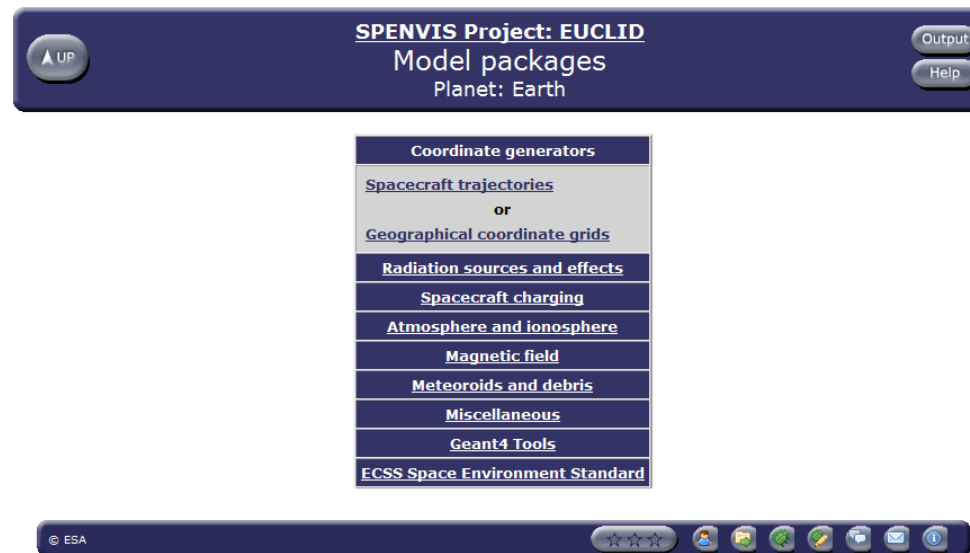 UP
SPENVIS Project: EUCLID
Model packages
Planet: Earth
Output
Help
Coordinate generators
Spacecraft trajectories
or
Geographical coordinate grids
Radiation sources and effects
Spacecraft charging
Atmosphere and ionosphere
Magnetic field
Meteoroids and debris
Miscellaneous
Geant4 Tools
ECSS Space Environment Standard
© ESA